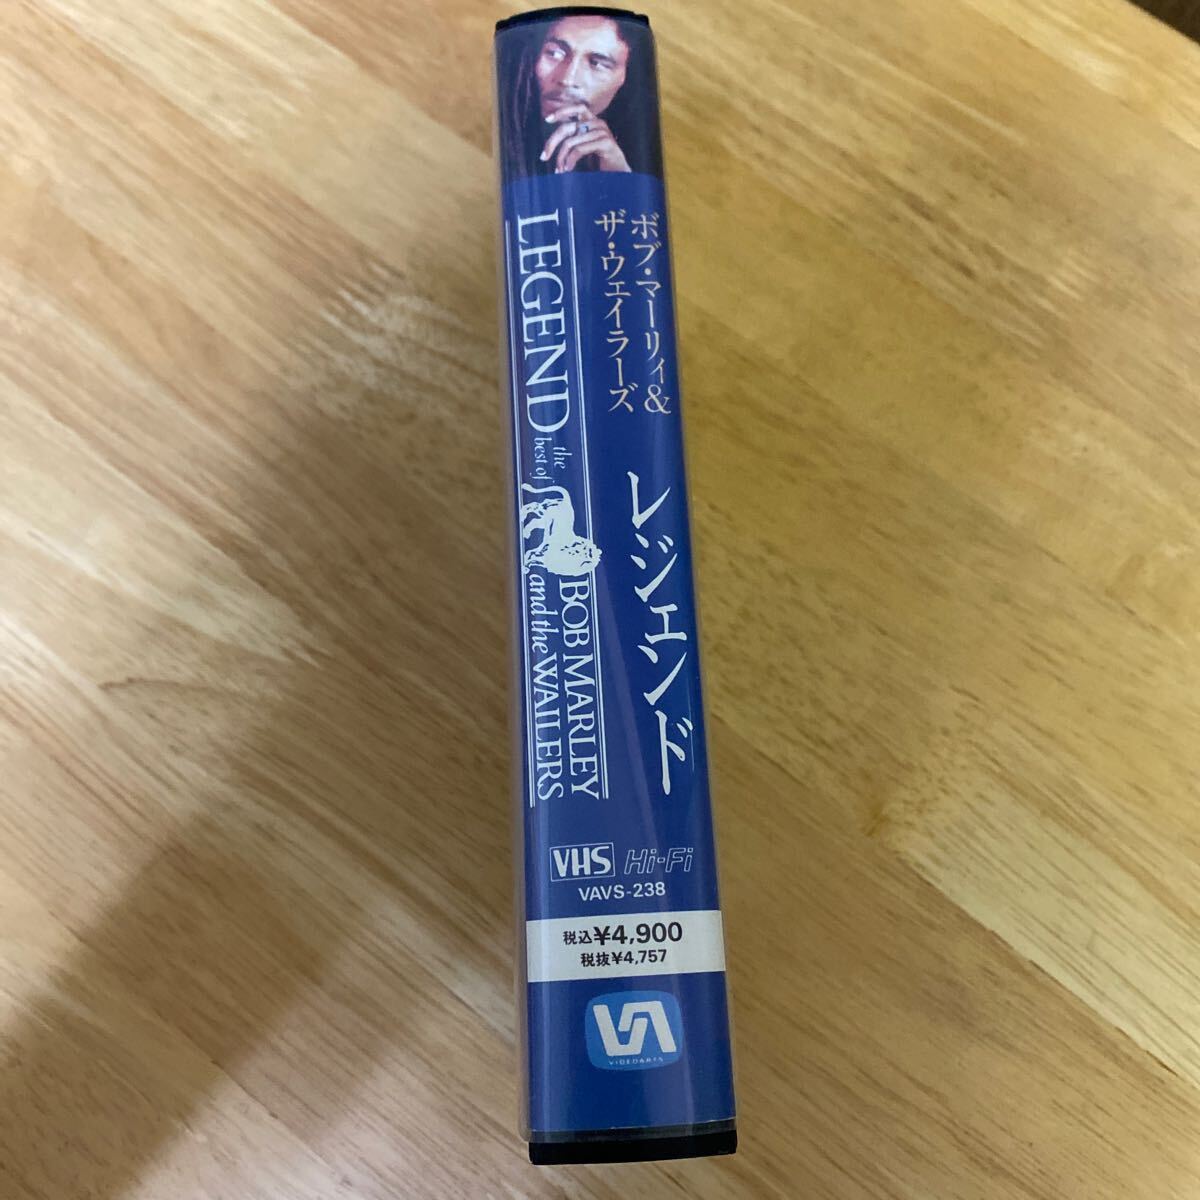 ボブ・マーリィ&
ザ・ウェイラーズ
レジェンド
LEGEND
the
best of
BOB MARLEY
and the WAILERS
VHS Hi-Fi
VAVS-238
税込¥4,900
税抜¥4,757
VA
VIDEOARTS